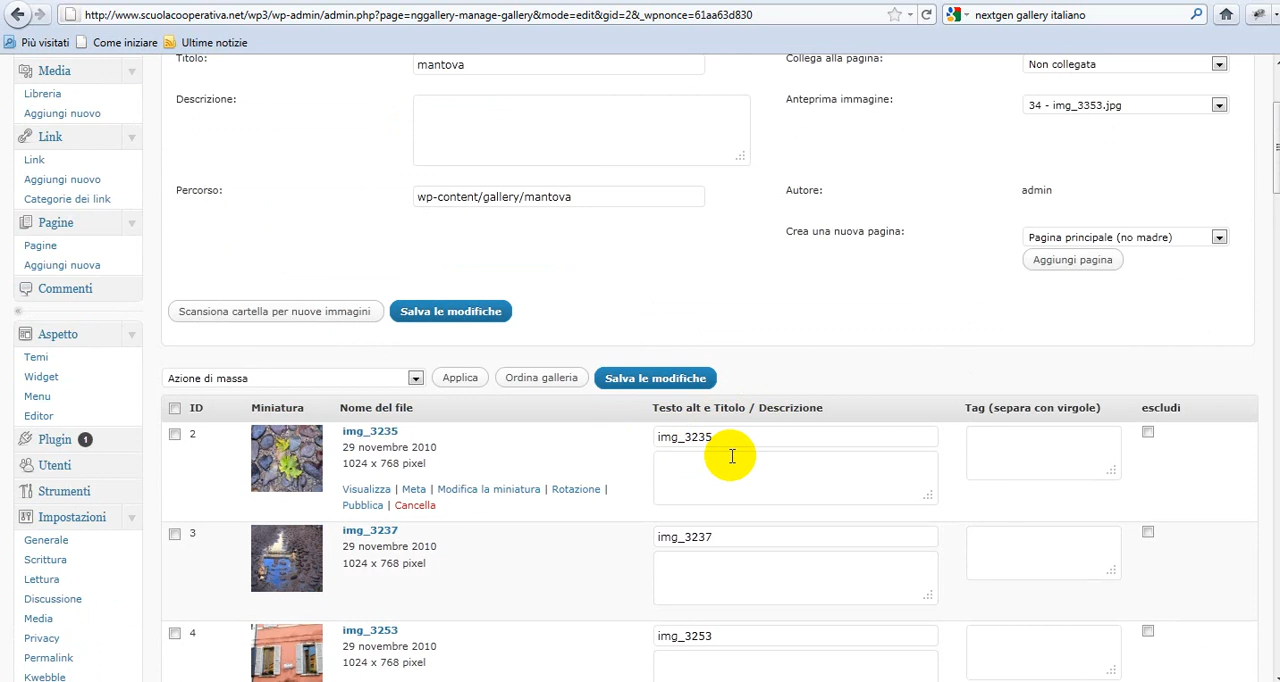 http://www.scuolacooperativa.net/wp3/wp-admin/admin.php?page=nggallery-manage-gallery&mode=edit&gid=2&_wpnonce=61aa63d830
nextgen gallery italiano
Più visitati
Come iniziare
Ultime notizie
Titolo:
mantova
Collega alla pagina:
Non collegata
Descrizione:
Anteprima immagine:
34 - img_3353.jpg
Percorso:
wp-content/gallery/mantova
Autore:
admin
Crea una nuova pagina:
Pagina principale (no madre)
Aggiungi pagina
Scansiona cartella per nuove immagini
Salva le modifiche
Media
Libreria
Aggiungi nuovo
Link
Link
Aggiungi nuovo
Categorie dei link
Pagine
Pagine
Aggiungi nuova
Commenti
Aspetto
Temi
Widget
Menu
Editor
Plugin 1
Utenti
Strumenti
Impostazioni
Generale
Scrittura
Lettura
Discussione
Media
Privacy
Permalink
Kwebble
Azione di massa
Applica
Ordina galleria
Salva le modifiche
ID Miniatura Nome del file Testo alt e Titolo / Descrizione Tag (separa con virgole) escludi
2
img_3235
29 novembre 2010
1024 x 768 pixel
Visualizza | Meta | Modifica la miniatura | Rotazione |
Pubblica | Cancella
img_3235
3
img_3237
29 novembre 2010
1024 x 768 pixel
img_3237
4
img_3253
29 novembre 2010
1024 x 768 pixel
img_3253